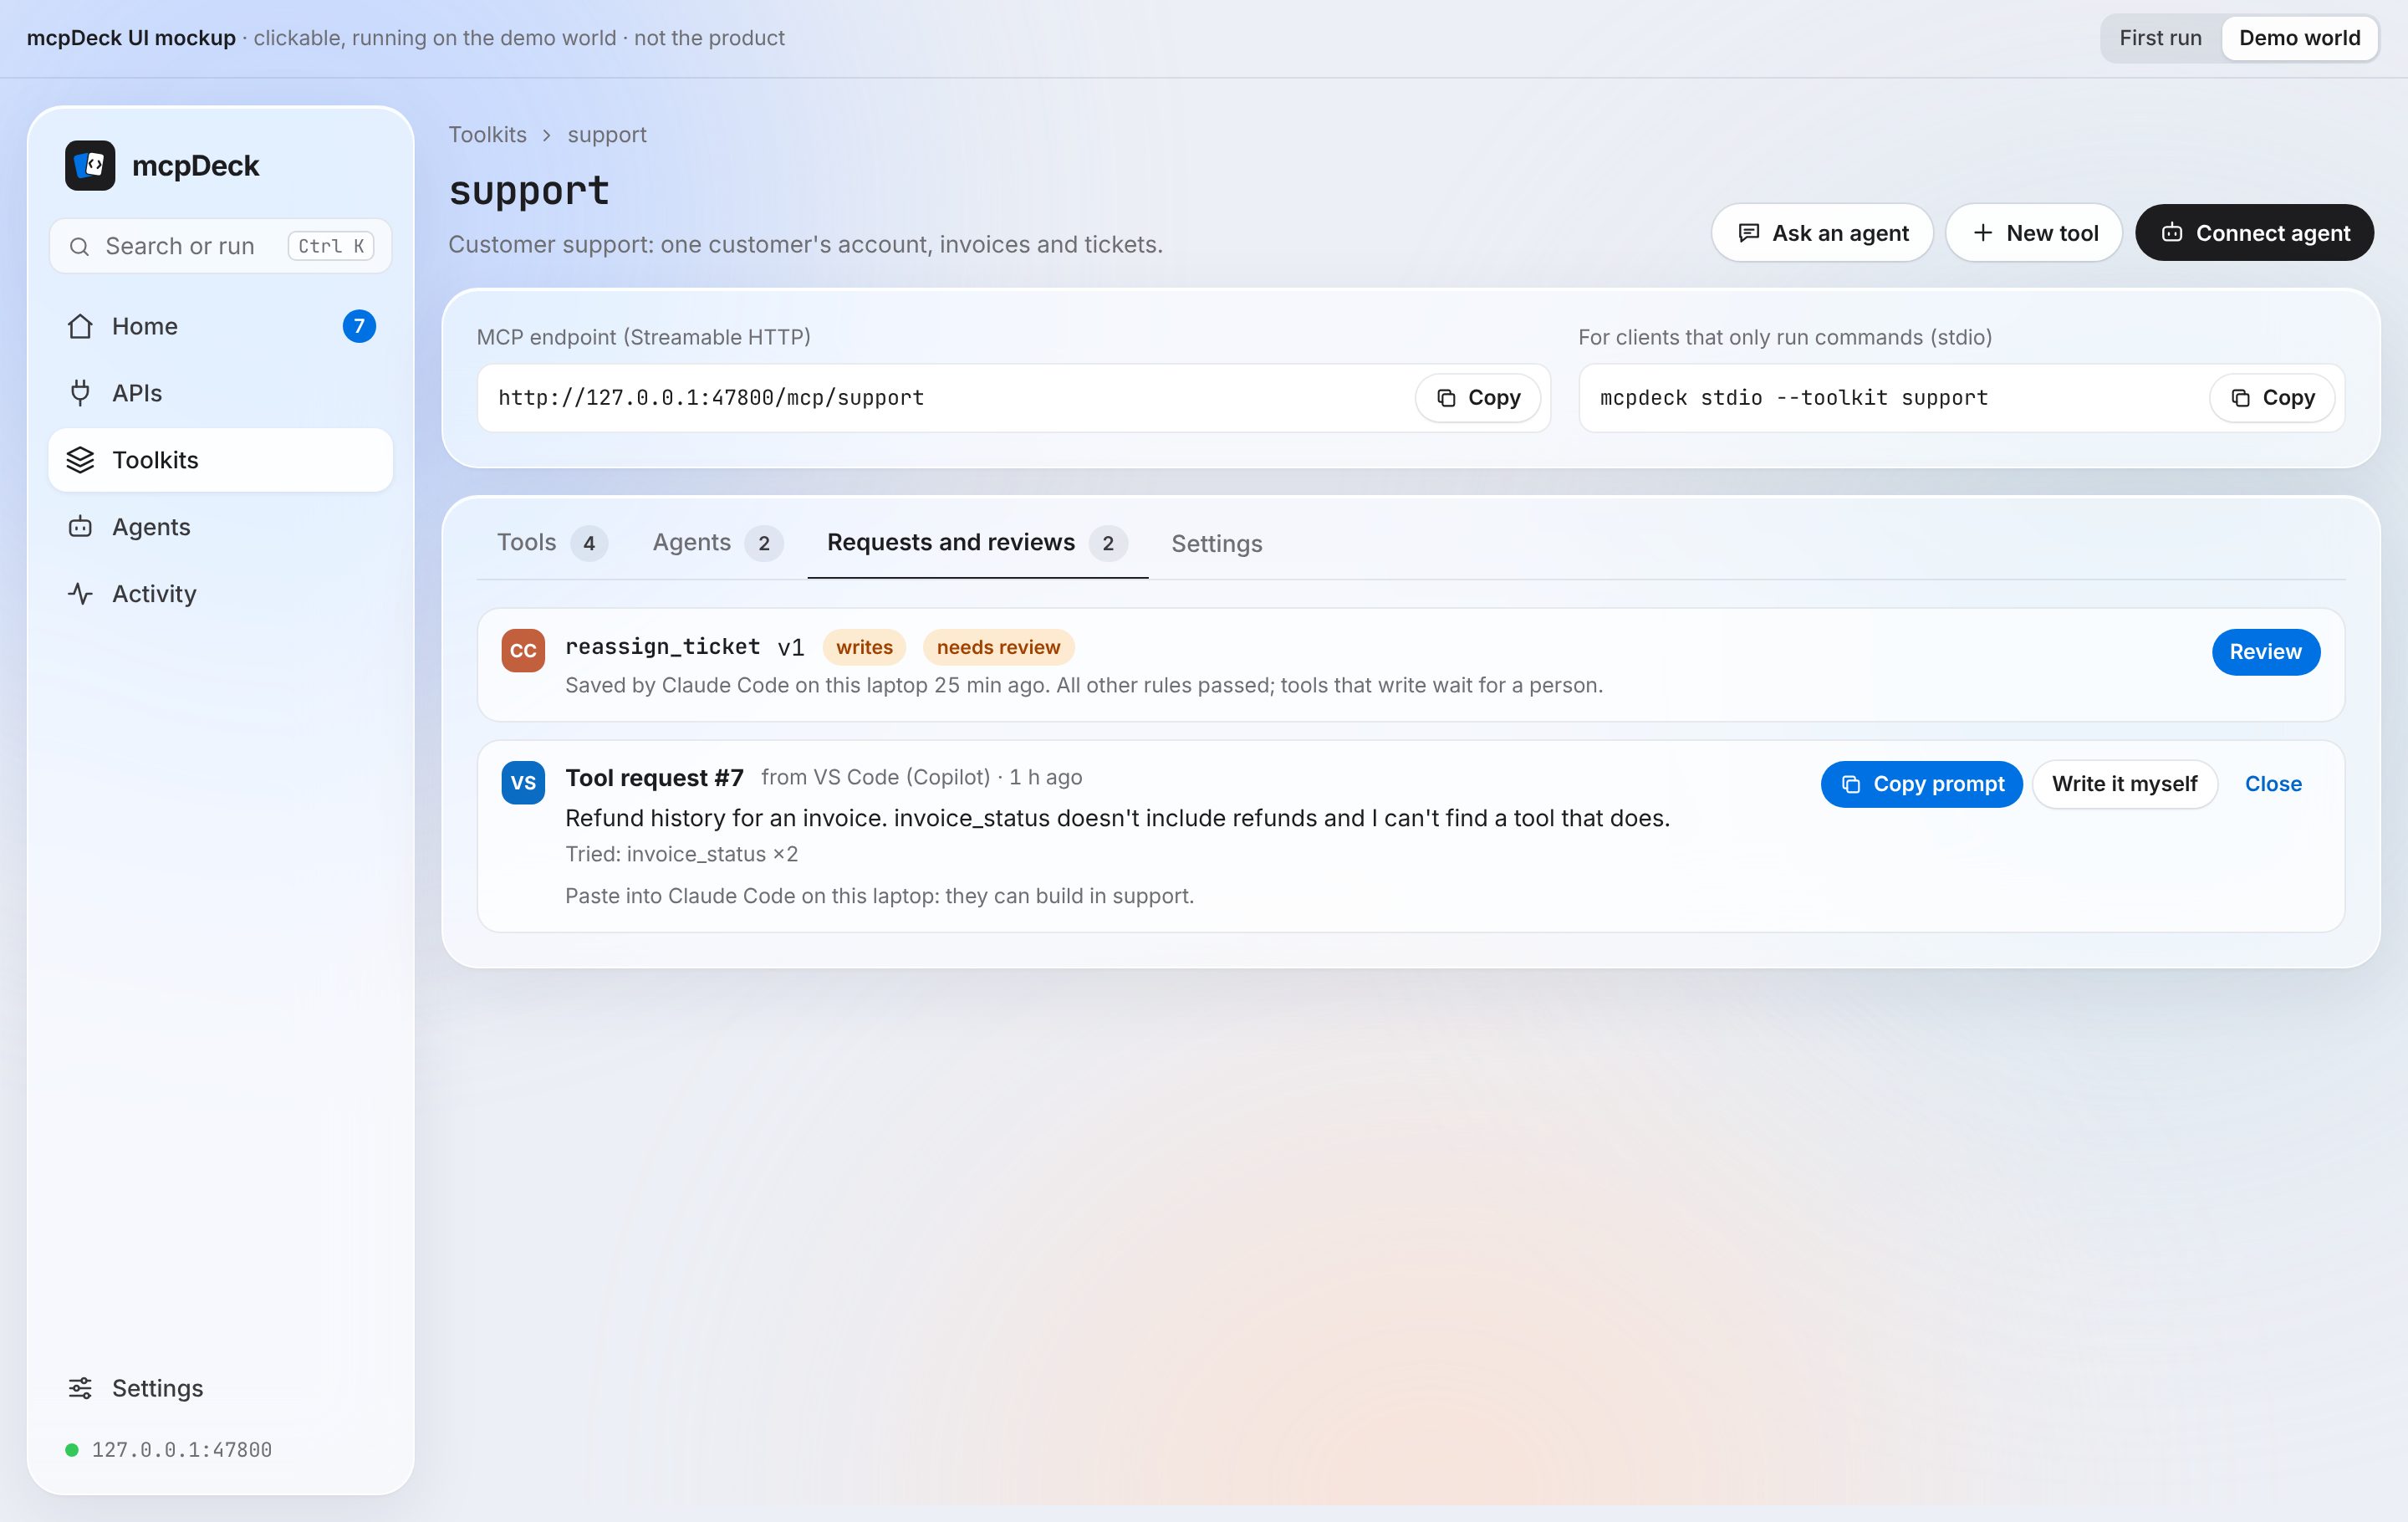 mcpDeck UI mockup · clickable, running on the demo world · not the product
First run
Demo world
mcpDeck
Search or run
Ctrl K
Home
7
APIs
Toolkits
Agents
Activity
Settings
127.0.0.1:47800
Toolkits > support
support
Customer support: one customer's account, invoices and tickets.
Ask an agent
New tool
Connect agent
MCP endpoint (Streamable HTTP)
http://127.0.0.1:47800/mcp/support
Copy
For clients that only run commands (stdio)
mcpdeck stdio --toolkit support
Copy
Tools 4
Agents 2
Requests and reviews 2
Settings
CC
reassign_ticket v1 writes needs review
Saved by Claude Code on this laptop 25 min ago. All other rules passed; tools that write wait for a person.
Review
VS
Tool request #7 from VS Code (Copilot) · 1 h ago
Refund history for an invoice. invoice_status doesn't include refunds and I can't find a tool that does.
Tried: invoice_status ×2
Paste into Claude Code on this laptop: they can build in support.
Copy prompt
Write it myself
Close